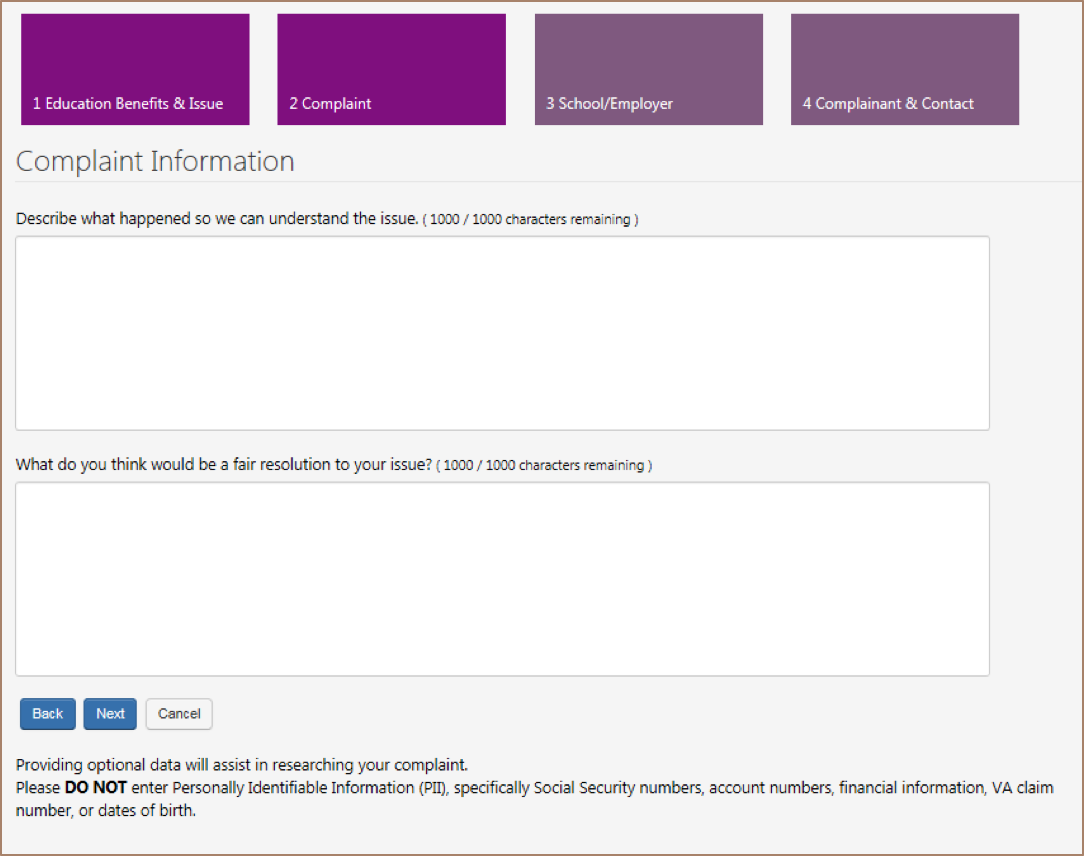 1 Education Benefits & Issue
2 Complaint
3 School/Employer
4 Complainant & Contact
Complaint Information
Describe what happened so we can understand the issue. ( 1000 / 1000 characters remaining )
What do you think would be a fair resolution to your issue? ( 1000 / 1000 characters remaining )
Back
Next
Cancel
Providing optional data will assist in researching your complaint.
Please DO NOT enter Personally Identifiable Information (PII), specifically Social Security numbers, account numbers, financial information, VA claim
number, or dates of birth.